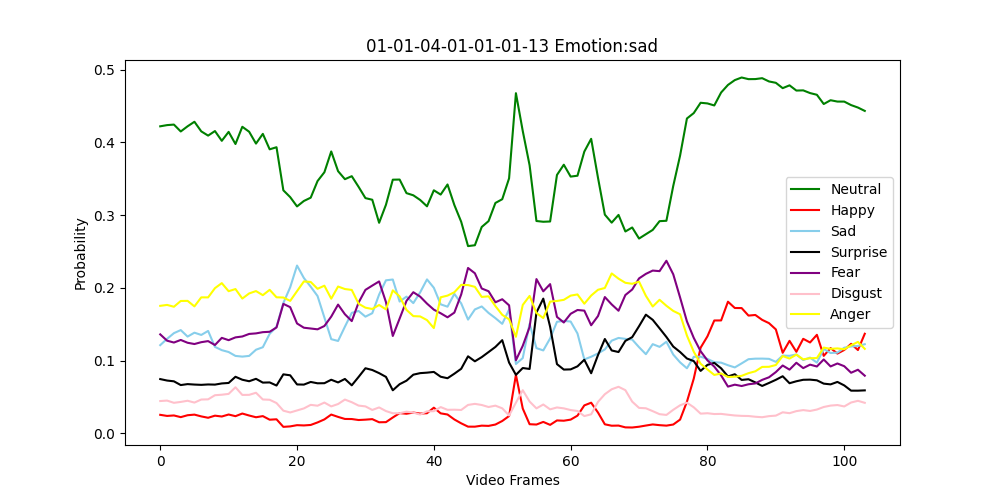 01-01-04-01-01-01-13 Emotion:sad
Probability
0.5
0.4
0.3
0.2
0.1
0.0
Neutral
Happy
Sad
Surprise
Fear
Disgust
Anger
0 20 40 60 80 100
Video Frames